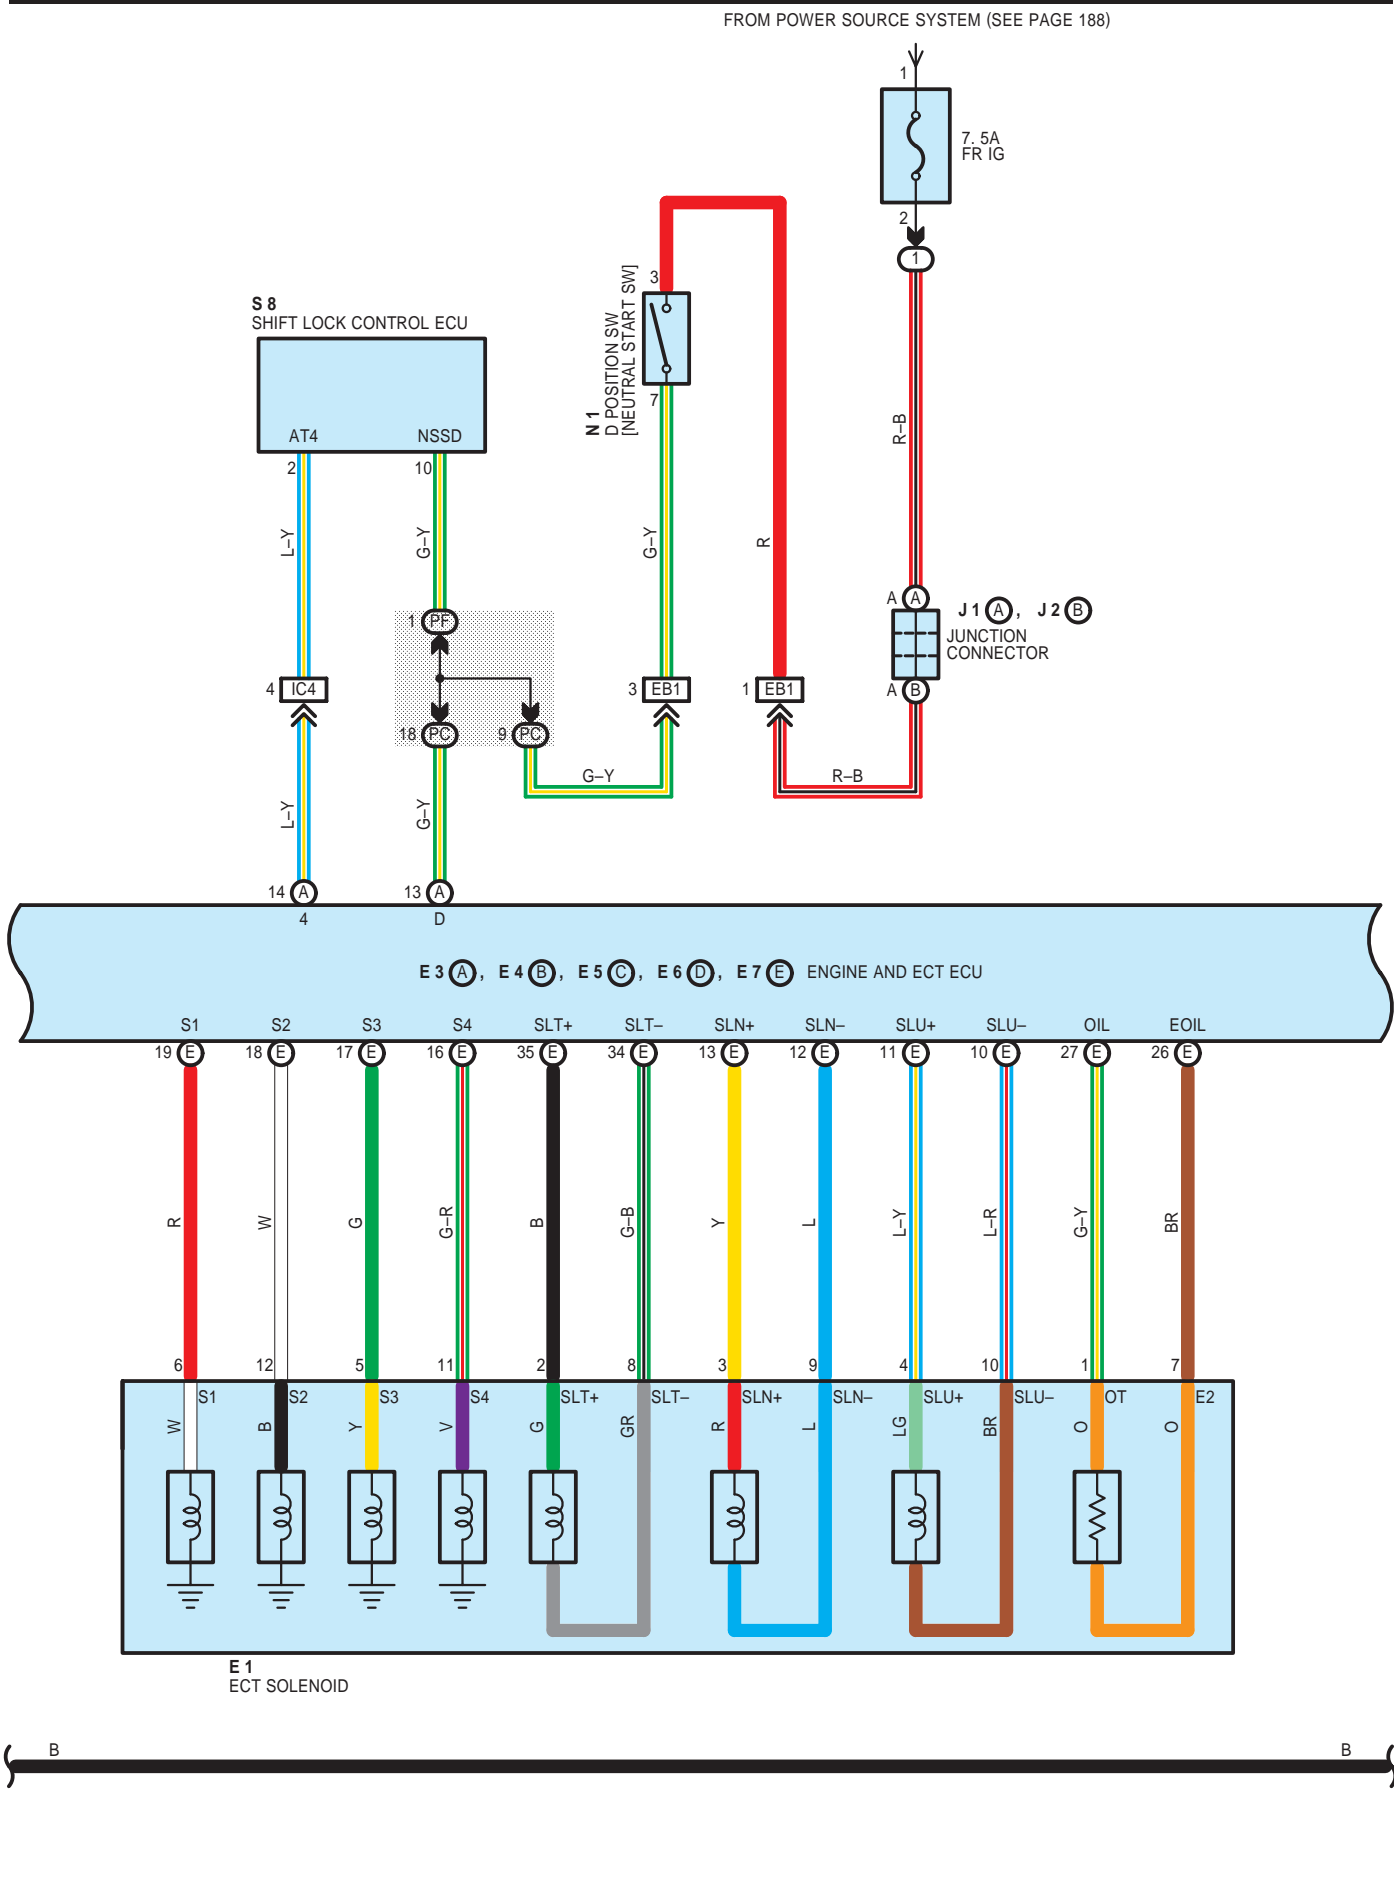 FROM POWER SOURCE SYSTEM (SEE PAGE 188)
1
7. 5A
FR IG
2
1
3
N 1
D POSITION SW
[NEUTRAL START SW]
7
S 8
SHIFT LOCK CONTROL ECU
AT4 NSSD
2 10
R–B
L–Y G–Y G–Y R
A A
J 1 A , J 2 B
JUNCTION
CONNECTOR
1 PF
4 IC4 3 EB1 1 EB1 A B
18 PC 9 PC
G–Y R–B
L–Y G–Y
14 A 13 A
4 D
E 3 A , E 4 B , E 5 C , E 6 D , E 7 E ENGINE AND ECT ECU
S1 S2 S3 S4 SLT+ SLT– SLN+ SLN– SLU+ SLU– OIL EOIL
19 E 18 E 17 E 16 E 35 E 34 E 13 E 12 E 11 E 10 E 27 E 26 E
R W G G–R B G–B Y L L–Y L–R G–Y BR
6 12 5 11 2 8 3 9 4 10 1 7
S1 S2 S3 S4 SLT+ SLT– SLN+ SLN– SLU+ SLU– OT E2
W B Y V G GR R L LG BR O O
E 1
ECT SOLENOID
B B